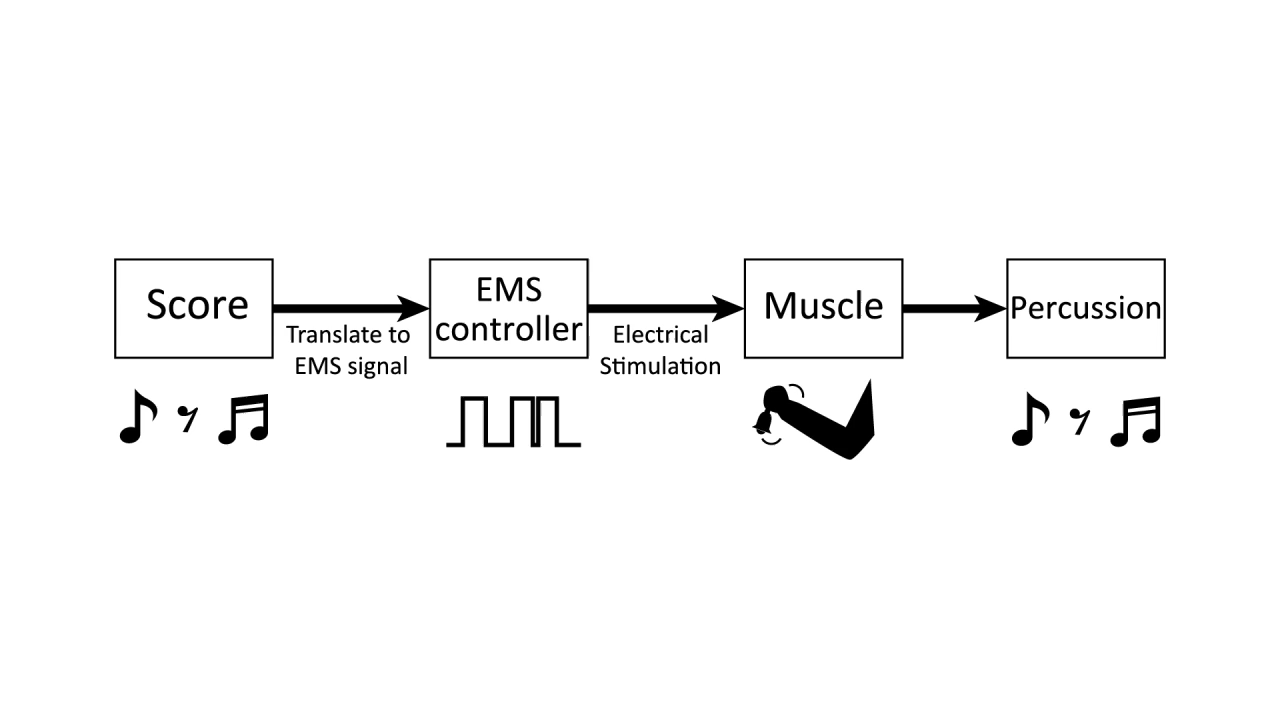 Score
Translate to
EMS signal
EMS
controller
Electrical
Stimulation
Muscle
Percussion